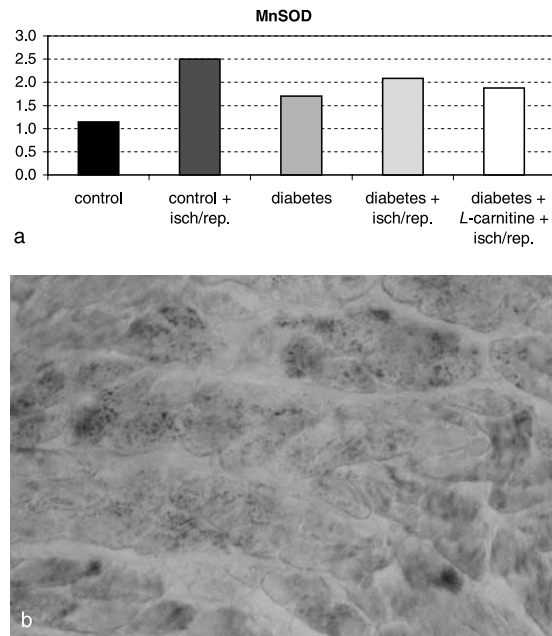 MnSOD
3.0
2.5
2.0
1.5
1.0
0.5
0.0
control
control +
isch/rep.
diabetes
diabetes +
isch/rep.
diabetes +
L-carnitine +
isch/rep.
a
b